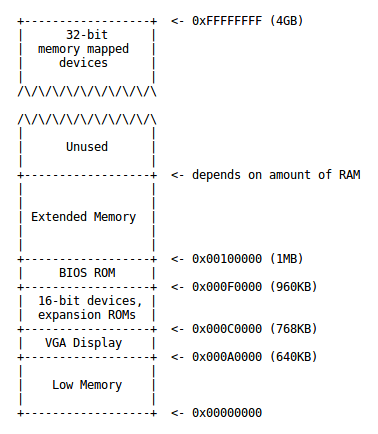 +------------------+ <- 0xFFFFFFFF (4GB)
| 32-bit |
| memory mapped |
| devices |
| |
/\/\/\/\/\/\/\/\/\/\
/\/\/\/\/\/\/\/\/\/\
| |
| Unused |
| |
+------------------+ <- depends on amount of RAM
| |
| |
| Extended Memory |
| |
| |
+------------------+ <- 0x00100000 (1MB)
| BIOS ROM |
+------------------+ <- 0x000F0000 (960KB)
| 16-bit devices, |
| expansion ROMs |
+------------------+ <- 0x000C0000 (768KB)
| VGA Display |
+------------------+ <- 0x000A0000 (640KB)
| |
| Low Memory |
| |
+------------------+ <- 0x00000000